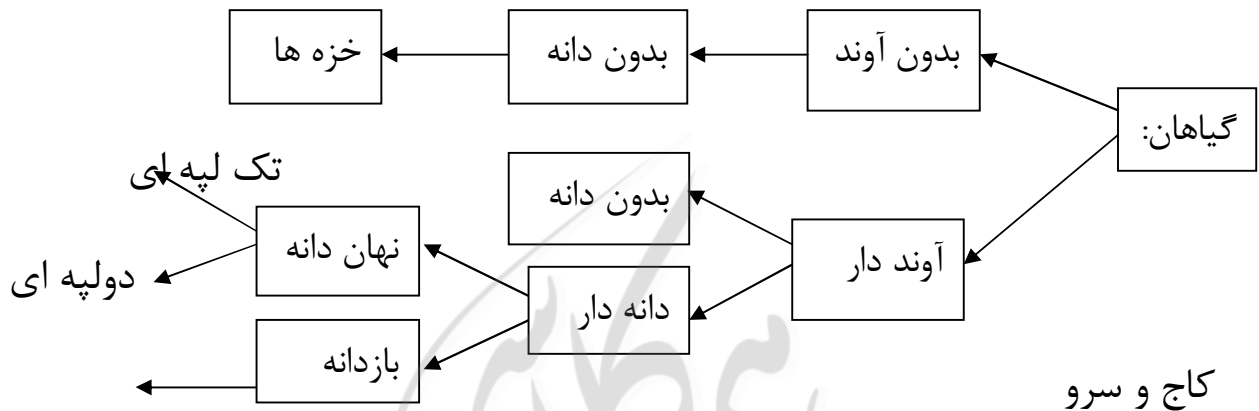 گیاهان:
بدون آوند
بدون دانه
خزه ها
آوند دار
بدون دانه
دانه دار
نهان دانه
تک لپه ای
دولپه ای
بازدانه
کاج و سرو